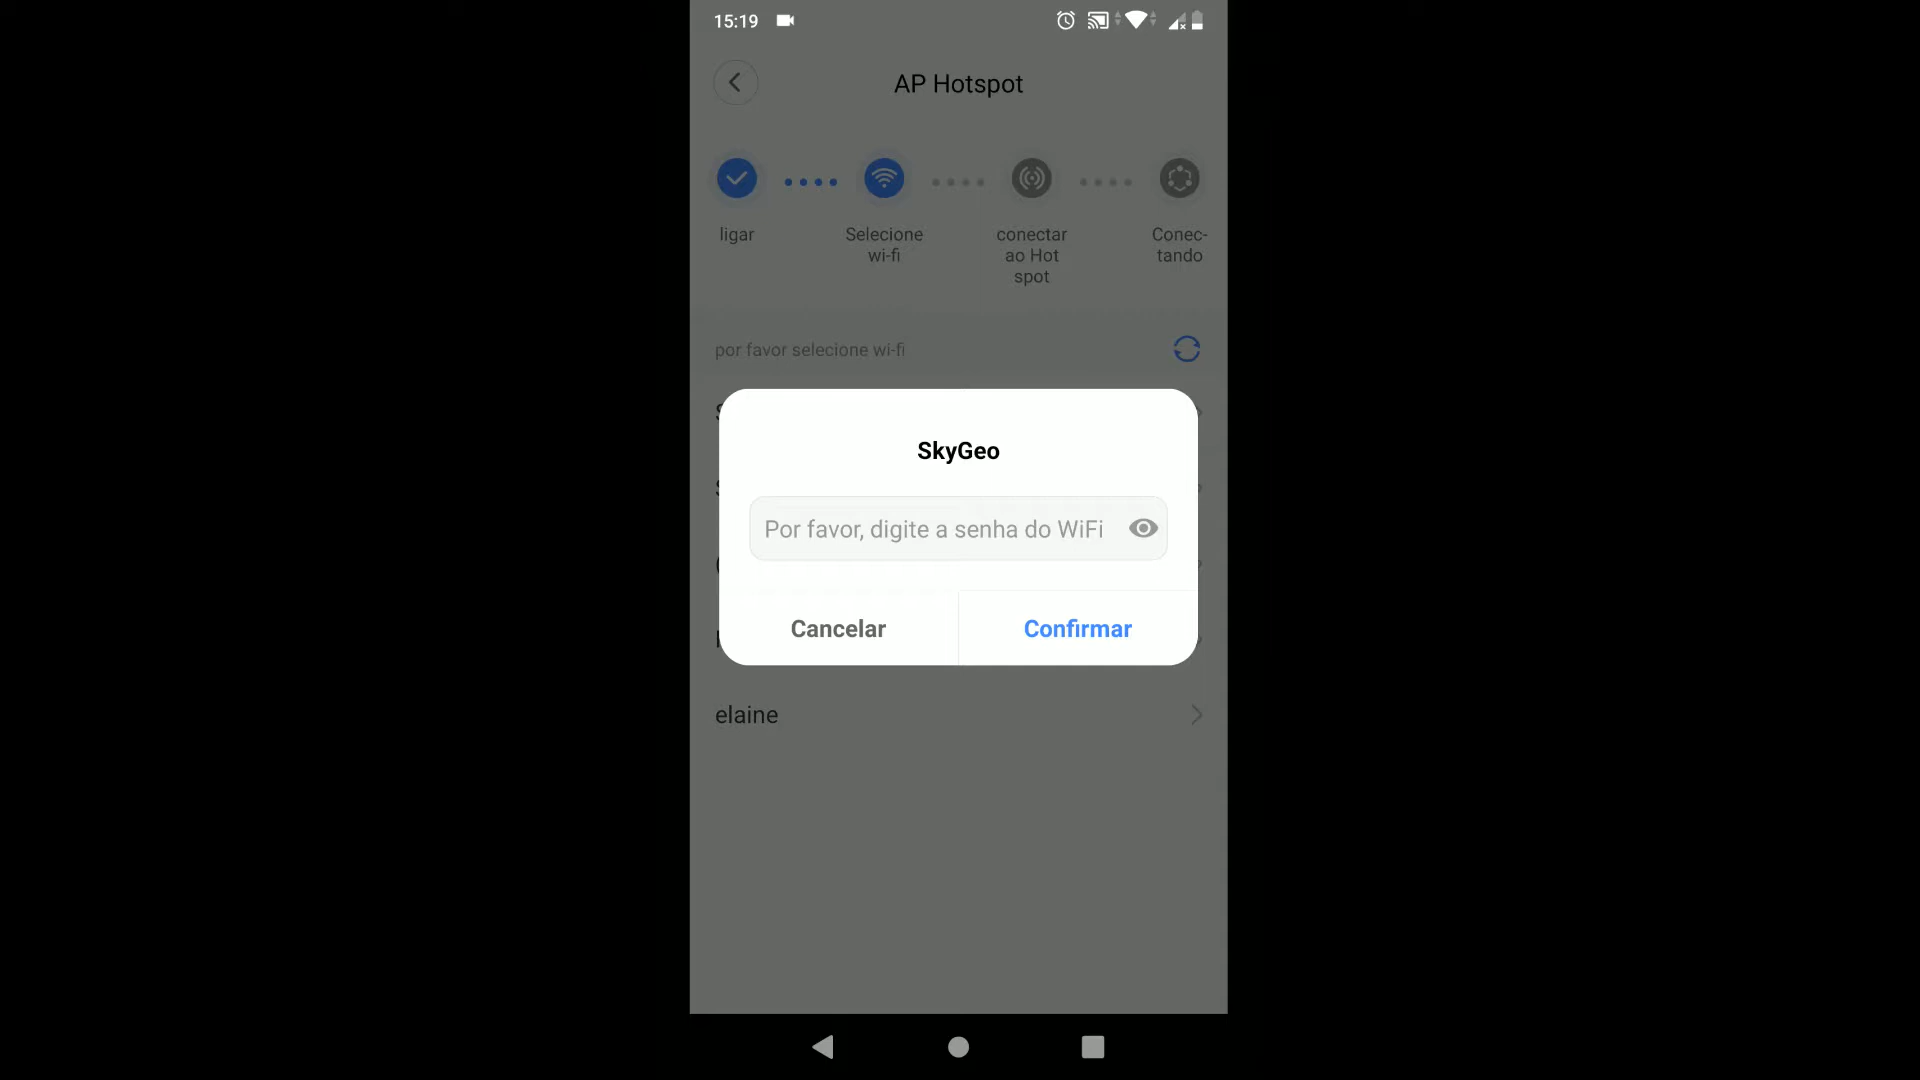 15:19
AP Hotspot
ligar
Selecione
wi-fi
conectar
ao Hot
spot
Conec-
tando
por favor selecione wi-fi
SkyGeo
Por favor, digite a senha do WiFi
Cancelar
Confirmar
elaine